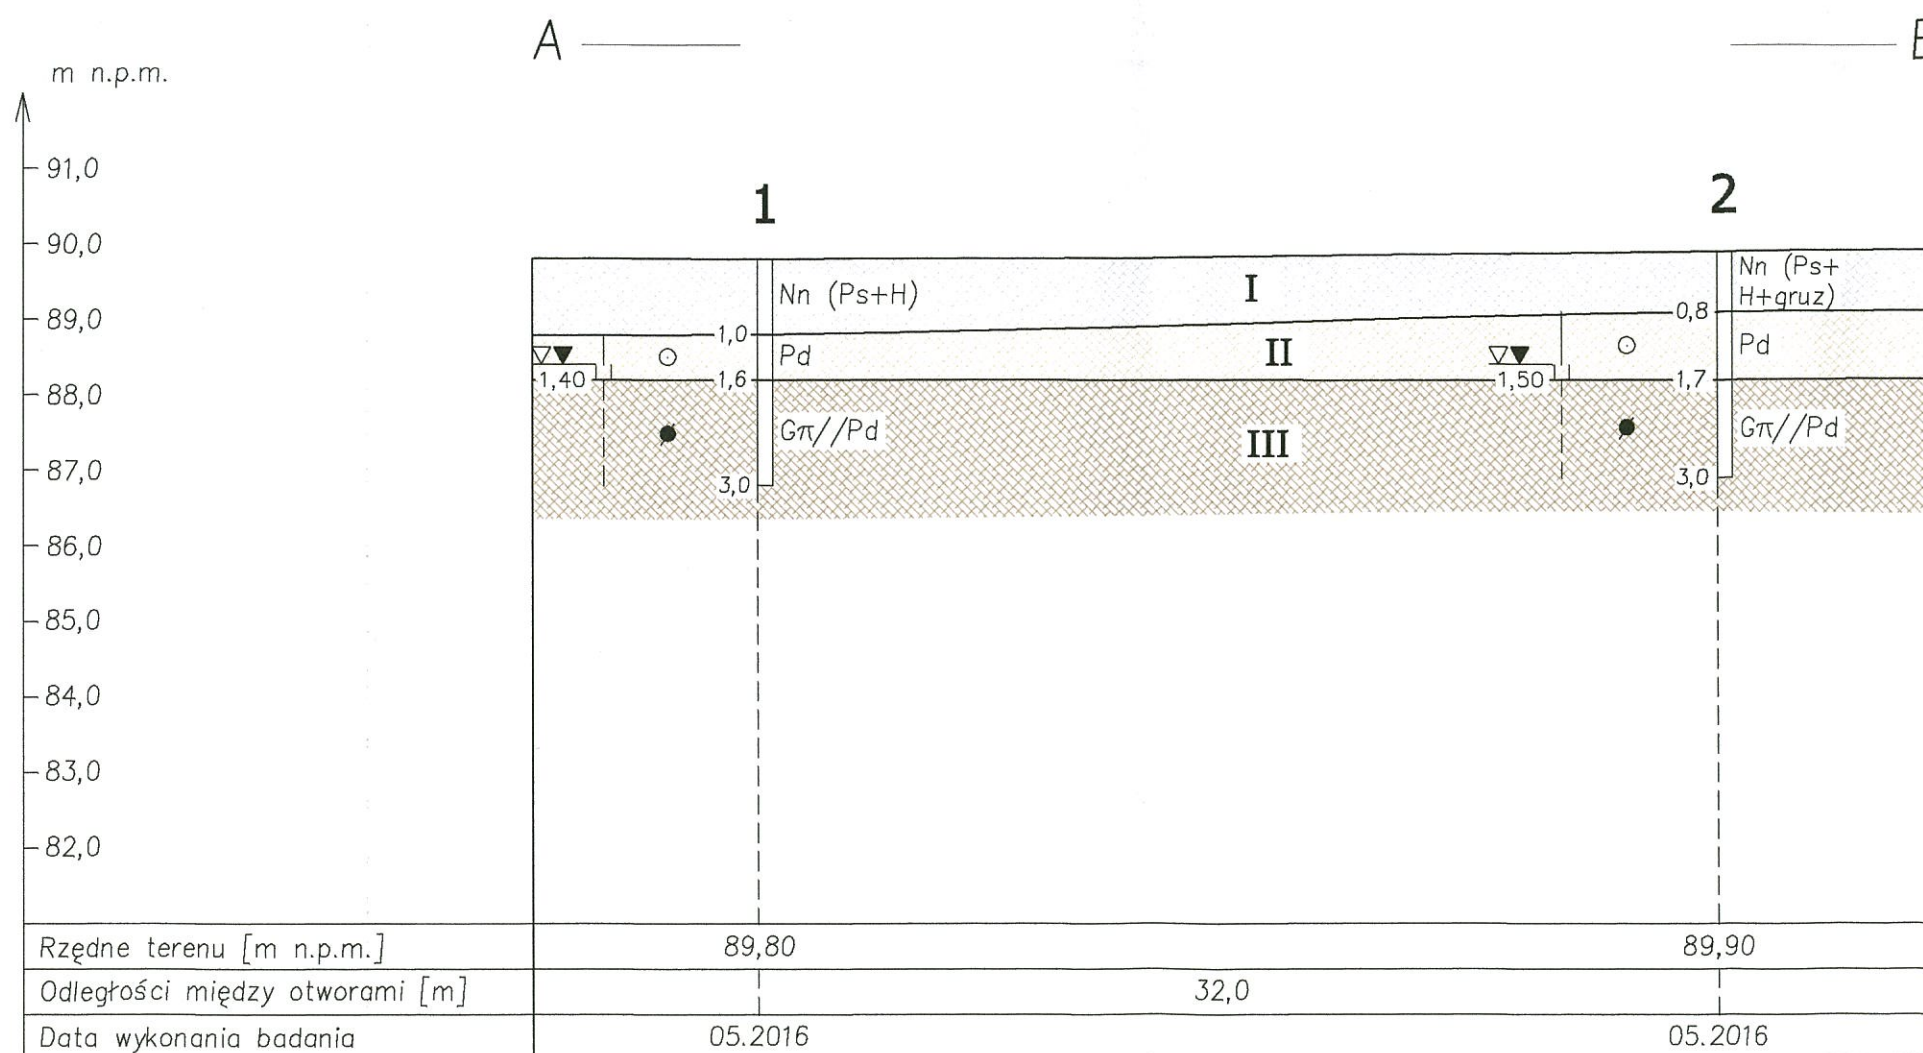 A
m n.p.m.
91,0
1
2
90,0
Nn (Ps+
H+gruz)
Nn (Ps+H)
I
89,0
1,0
0,8
Pd
II
Pd
88,0
1,40
1,6
1,50
1,7
Gπ//Pd
III
Gπ//Pd
87,0
3,0
3,0
86,0
85,0
84,0
83,0
82,0
Rzędne terenu [m n.p.m.]
89,80
89,90
Odległości między otworami [m]
32,0
Data wykonania badania
05.2016
05.2016